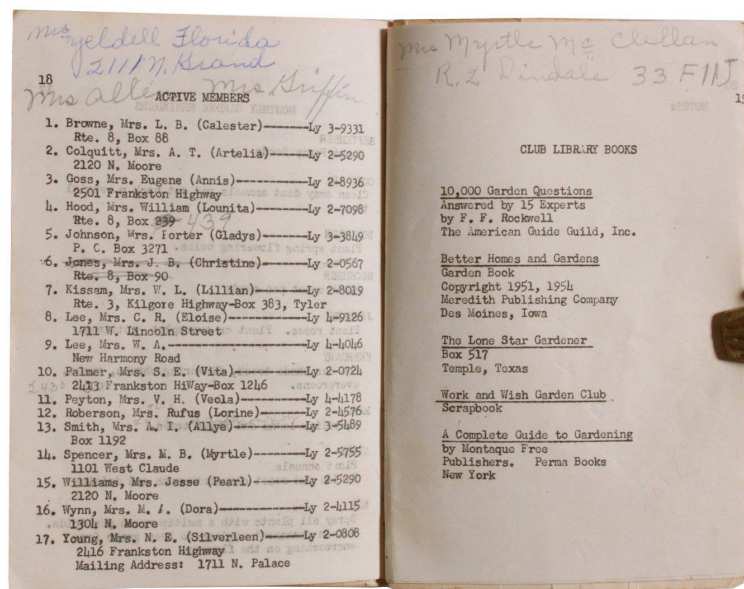 Mrs
Yeldell Florida
2111 N. Grand
18
Mrs Allen Mrs Griffin
ACTIVE MEMBERS
1. Browne, Mrs. L. B. (Calester)-------Ly 3-9331
Rte. 8, Box 88
2. Colquitt, Mrs. A. T. (Artelia)------Ly 2-5290
2120 N. Moore
3. Goss, Mrs. Eugene (Annis)-----------Ly 2-8936
2501 Frankston Highway
4. Hood, Mrs. William (Lounita)--------Ly 2-7098
Rte. 8, Box 239 439
5. Johnson, Mrs. Porter (Gladys)-------Ly 3-3849
P. O. Box 3271
6. Jones, Mrs. J. B. (Christine)-------Ly 2-0567
Rte. 8, Box 90
7. Kissam, Mrs. W. L. (Lillian)--------Ly 2-8019
Rte. 3, Kilgore Highway-Box 383, Tyler
8. Lee, Mrs. C. R. (Eloise)------------Ly 4-9126
1711 W. Lincoln Street
9. Lee, Mrs. W. A.---------------------Ly 4-4046
New Harmony Road
10. Palmer, Mrs. S. E. (Vita)----------Ly 2-0724
2413 Frankston HiWay-Box 1246
11. Peyton, Mrs. V. H. (Veola)---------Ly 4-4178
12. Roberson, Mrs. Rufus (Lorine)------Ly 2-4576
13. Smith, Mrs. A. I. (Allye)----------Ly 3-5489
Box 1192
14. Spencer, Mrs. M. B. (Myrtle)-------Ly 2-5755
1101 West Claude
15. Williams, Mrs. Jesse (Pearl)-------Ly 2-5290
2120 N. Moore
16. Wynn, Mrs. M. A. (Dora)------------Ly 2-4115
1304 N. Moore
17. Young, Mrs. N. E. (Silverleen)-----Ly 2-0808
2416 Frankston Highway
Mailing Address: 1711 N. Palace
Mrs Myrtle Mc Clellan
33
CLUB LIBRARY BOOKS
10,000 Garden Questions
Answered by 15 Experts
by F. F. Rockwell
The American Guide Guild, Inc.
Better Homes and Gardens
Garden Book
Copyright 1951, 1954
Meredith Publishing Company
Des Moines, Iowa
The Lone Star Gardener
Box 517
Temple, Texas
Work and Wish Garden Club
Scrapbook
A Complete Guide to Gardening
by Montaque Free
Publishers. Perma Books
New York